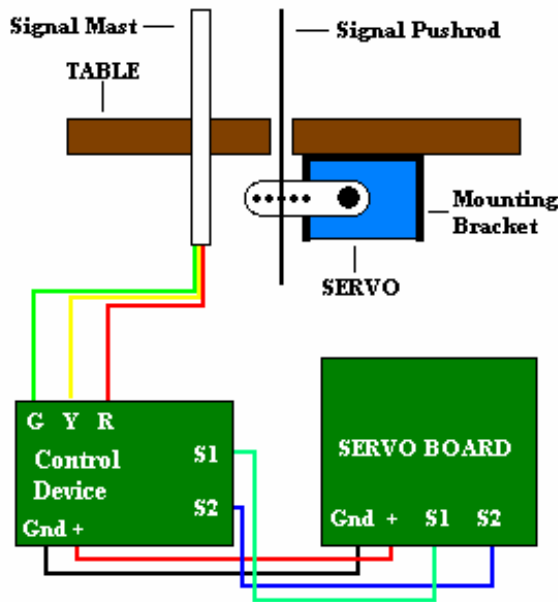 Signal Mast
Signal Pushrod
TABLE
Mounting
Bracket
SERVO
G Y R
Control
Device
S1
S2
Gnd +
SERVO BOARD
Gnd + S1 S2